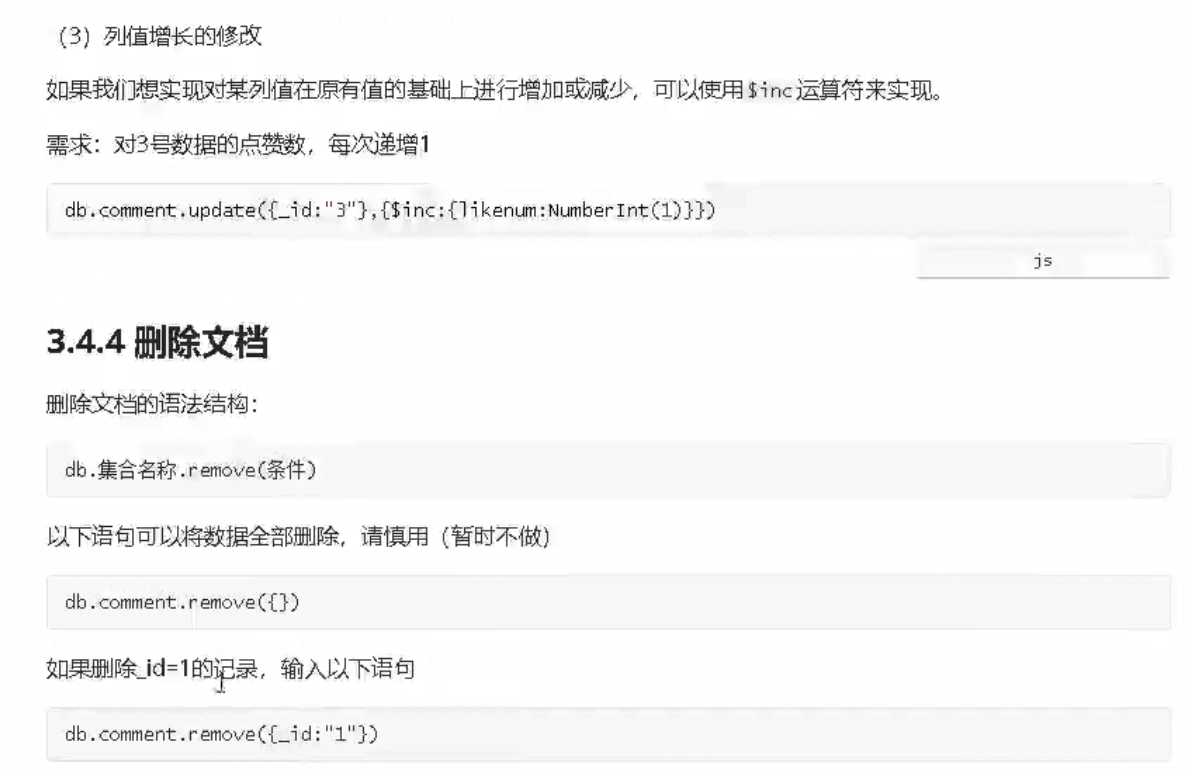 （3）列值增长的修改
如果我们想实现对某列值在原有值的基础上进行增加或减少，可以使用$inc运算符来实现。
需求：对3号数据的点赞数，每次递增1
db.comment.update({_id:"3"},{$inc:{likenum:NumberInt(1)}})
js
3.4.4 删除文档
删除文档的语法结构：
db.集合名称.remove(条件)
以下语句可以将数据全部删除，请慎用（暂时不做）
db.comment.remove({})
如果删除_id=1的记录，输入以下语句
db.comment.remove({_id:"1"})